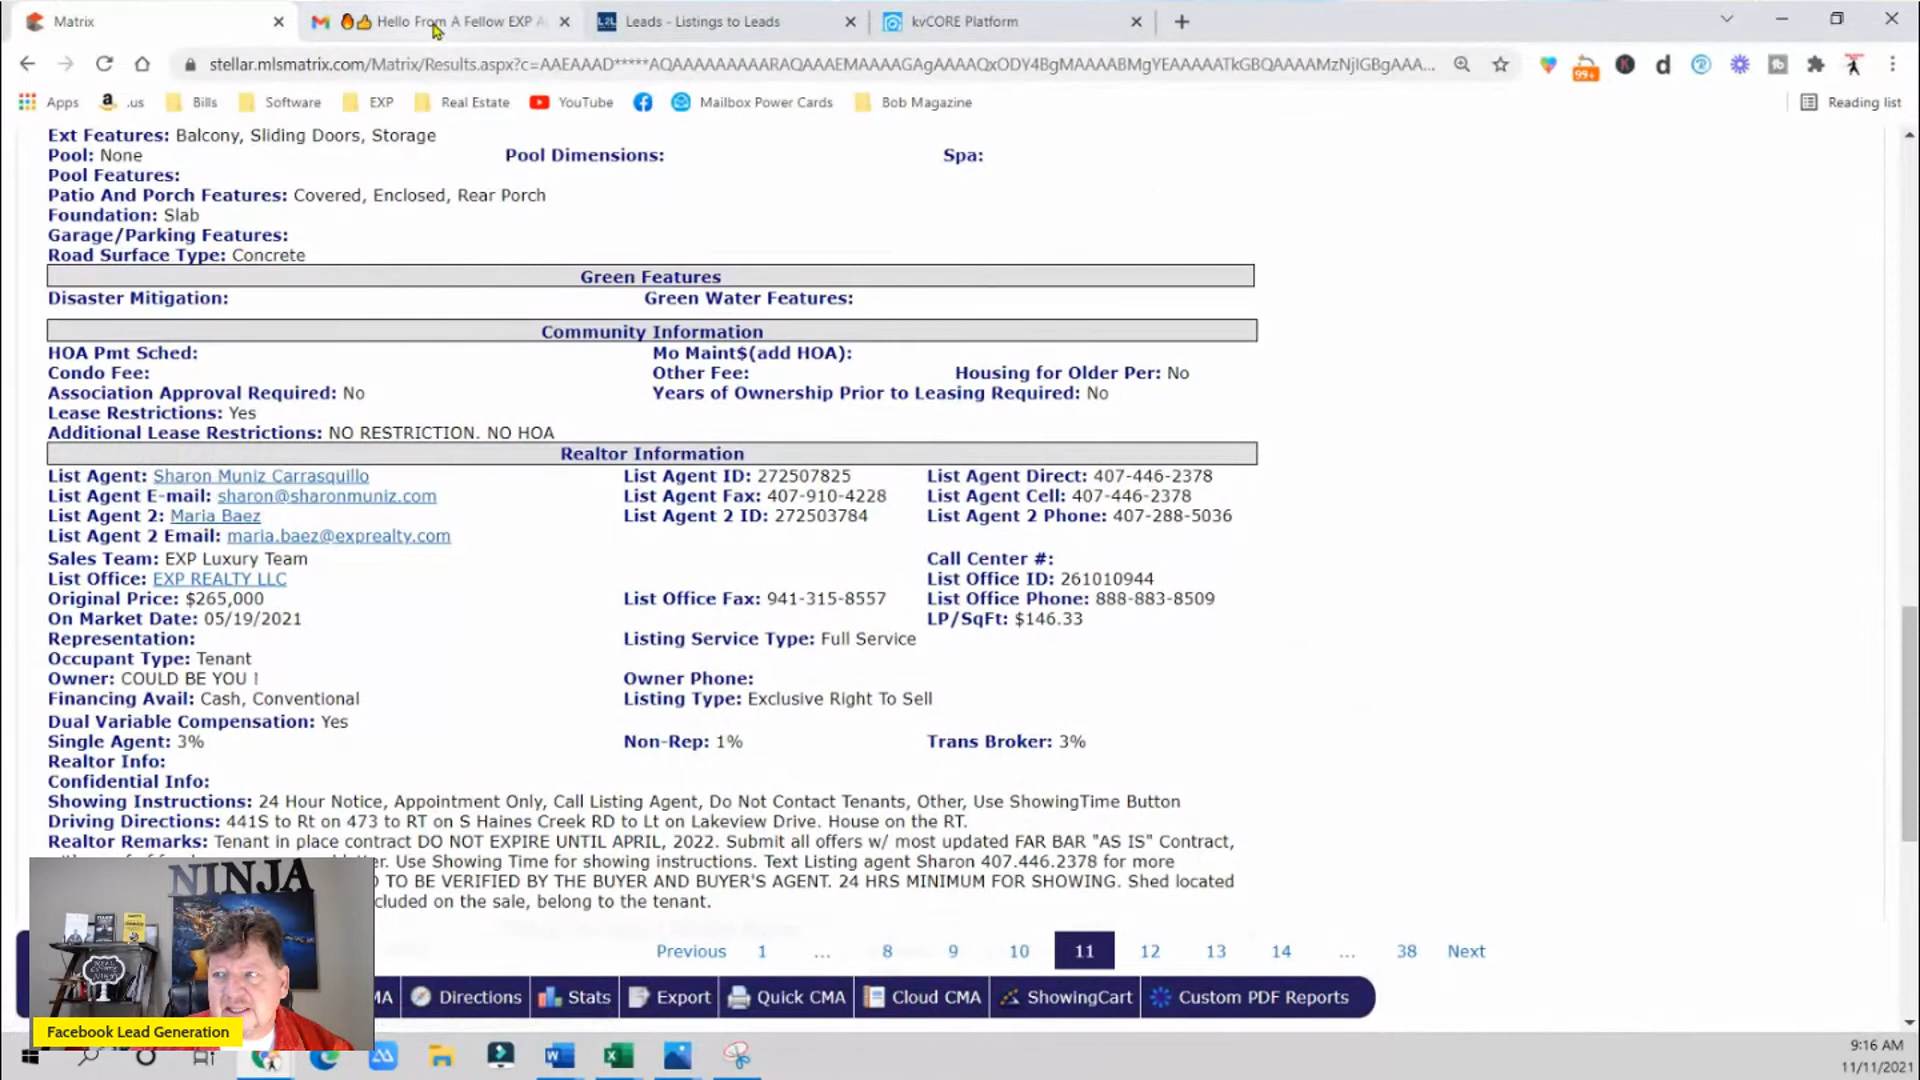 Matrix
Hello From A Fellow EXP A
L2L Leads - Listings to Leads
kvCORE Platform
stellar.mlsmatrix.com/Matrix/Results.aspx?c=AAEAAAD*****AQAAAAAAAAARAQAAAEMAAAAGAgAAAAQxODY4BgMAAAABMgYEAAAAATkGBQAAAAMzNjIGBgAAA...
99+
Apps
.us
Bills
Software
EXP
Real Estate
YouTube
Mailbox Power Cards
Bob Magazine
Reading list
Ext Features: Balcony, Sliding Doors, Storage
Pool: None Pool Dimensions: Spa:
Pool Features:
Patio And Porch Features: Covered, Enclosed, Rear Porch
Foundation: Slab
Garage/Parking Features:
Road Surface Type: Concrete
Green Features
Disaster Mitigation: Green Water Features:
Community Information
HOA Pmt Sched: Mo Maint$(add HOA):
Condo Fee: Other Fee: Housing for Older Per: No
Association Approval Required: No Years of Ownership Prior to Leasing Required: No
Lease Restrictions: Yes
Additional Lease Restrictions: NO RESTRICTION. NO HOA
Realtor Information
List Agent: Sharon Muniz Carrasquillo List Agent ID: 272507825 List Agent Direct: 407-446-2378
List Agent E-mail: sharon@sharonmuniz.com List Agent Fax: 407-910-4228 List Agent Cell: 407-446-2378
List Agent 2: Maria Baez List Agent 2 ID: 272503784 List Agent 2 Phone: 407-288-5036
List Agent 2 Email: maria.baez@exprealty.com
Sales Team: EXP Luxury Team Call Center #:
List Office: EXP REALTY LLC List Office ID: 261010944
Original Price: $265,000 List Office Fax: 941-315-8557 List Office Phone: 888-883-8509
On Market Date: 05/19/2021 LP/SqFt: $146.33
Representation: Listing Service Type: Full Service
Occupant Type: Tenant
Owner: COULD BE YOU ! Owner Phone:
Financing Avail: Cash, Conventional Listing Type: Exclusive Right To Sell
Dual Variable Compensation: Yes
Single Agent: 3% Non-Rep: 1% Trans Broker: 3%
Realtor Info:
Confidential Info:
Showing Instructions: 24 Hour Notice, Appointment Only, Call Listing Agent, Do Not Contact Tenants, Other, Use ShowingTime Button
Driving Directions: 441S to Rt on 473 to RT on S Haines Creek RD to Lt on Lakeview Drive. House on the RT.
Realtor Remarks: Tenant in place contract DO NOT EXPIRE UNTIL APRIL, 2022. Submit all offers w/ most updated FAR BAR "AS IS" Contract,
Use Showing Time for showing instructions. Text Listing agent Sharon 407.446.2378 for more
TO BE VERIFIED BY THE BUYER AND BUYER'S AGENT. 24 HRS MINIMUM FOR SHOWING. Shed located
cluded on the sale, belong to the tenant.
NINJA
Previous 1 ... 8 9 10 11 12 13 14 ... 38 Next
MA Directions Stats Export Quick CMA Cloud CMA ShowingCart Custom PDF Reports
Facebook Lead Generation
9:16 AM
11/11/2021